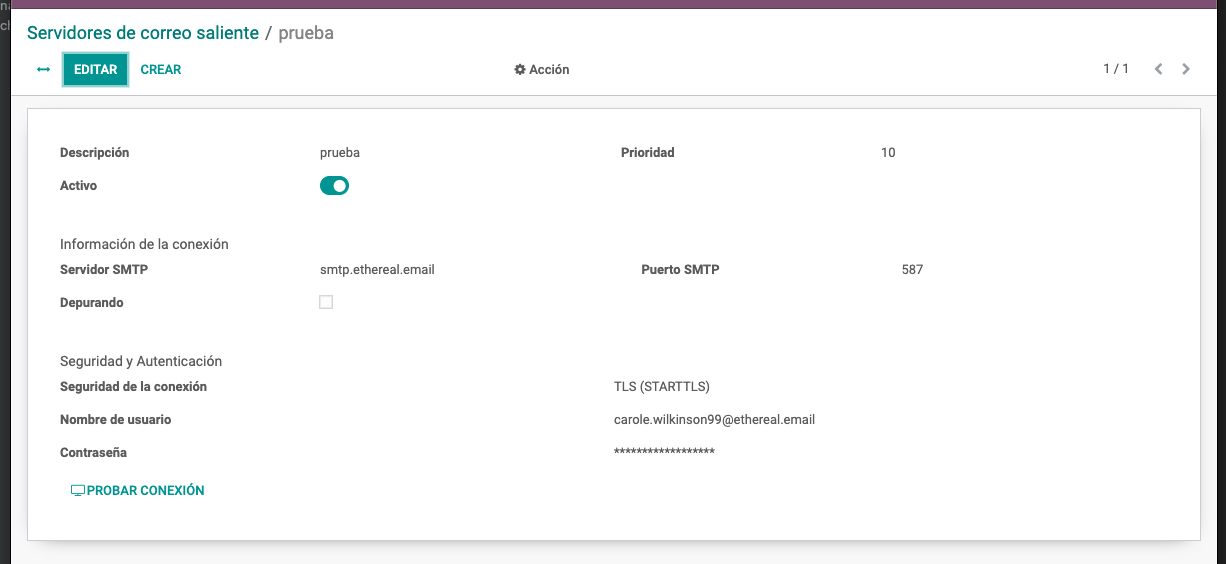 Servidores de correo saliente / prueba
EDITAR CREAR Acción 1 / 1
Descripción prueba Prioridad 10
Activo
Información de la conexión
Servidor SMTP smtp.ethereal.email Puerto SMTP 587
Depurando
Seguridad y Autenticación
Seguridad de la conexión TLS (STARTTLS)
Nombre de usuario carole.wilkinson99@ethereal.email
Contraseña ******************
PROBAR CONEXIÓN